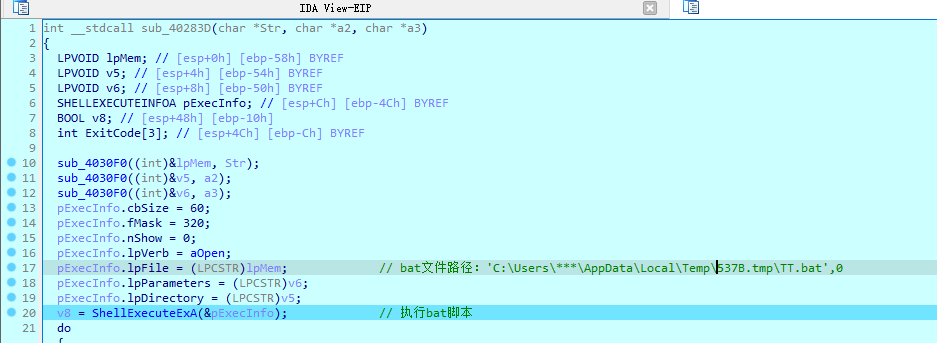 IDA View-EIP
1 int __stdcall sub_40283D(char *Str, char *a2, char *a3)
2 {
3 LPVOID lpMem; // [esp+0h] [ebp-58h] BYREF
4 LPVOID v5; // [esp+4h] [ebp-54h] BYREF
5 LPVOID v6; // [esp+8h] [ebp-50h] BYREF
6 SHELLEXECUTEINFOA pExecInfo; // [esp+Ch] [ebp-4Ch] BYREF
7 BOOL v8; // [esp+48h] [ebp-10h]
8 int ExitCode[3]; // [esp+4Ch] [ebp-Ch] BYREF
9
10 sub_4030F0((int)&lpMem, Str);
11 sub_4030F0((int)&v5, a2);
12 sub_4030F0((int)&v6, a3);
13 pExecInfo.cbSize = 60;
14 pExecInfo.fMask = 320;
15 pExecInfo.nShow = 0;
16 pExecInfo.lpVerb = aOpen;
17 pExecInfo.lpFile = (LPCSTR)lpMem; // bat文件路径：'C:\Users\***\AppData\Local\Temp\537B.tmp\TT.bat',0
18 pExecInfo.lpParameters = (LPCSTR)v6;
19 pExecInfo.lpDirectory = (LPCSTR)v5;
20 v8 = ShellExecuteExA(&pExecInfo); // 执行bat脚本
21 do
{